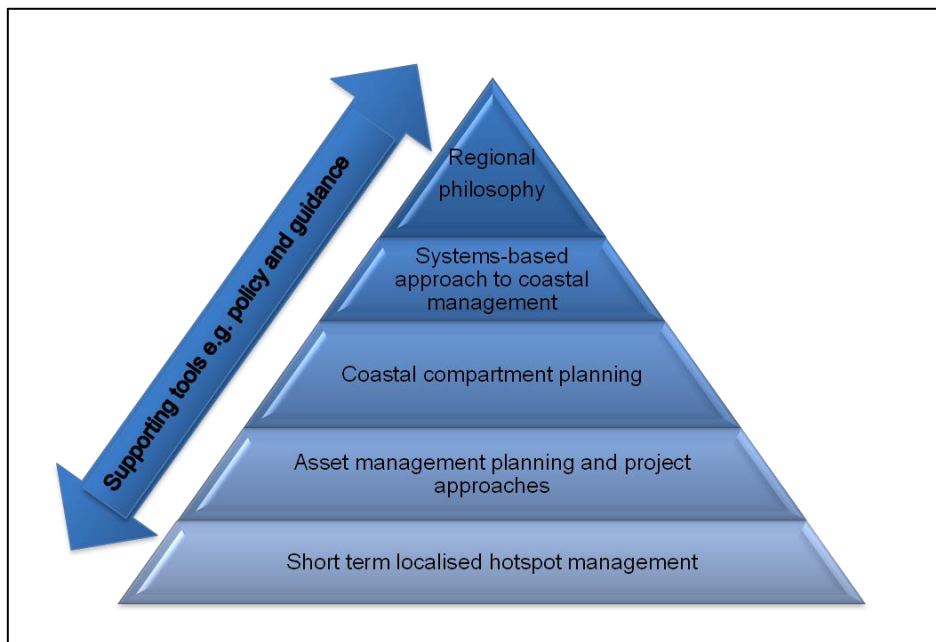 Supporting tools e.g. policy and guidance
Regional
philosophy
Systems-based
approach to coastal
management
Coastal compartment planning
Asset management planning and project
approaches
Short term localised hotspot management